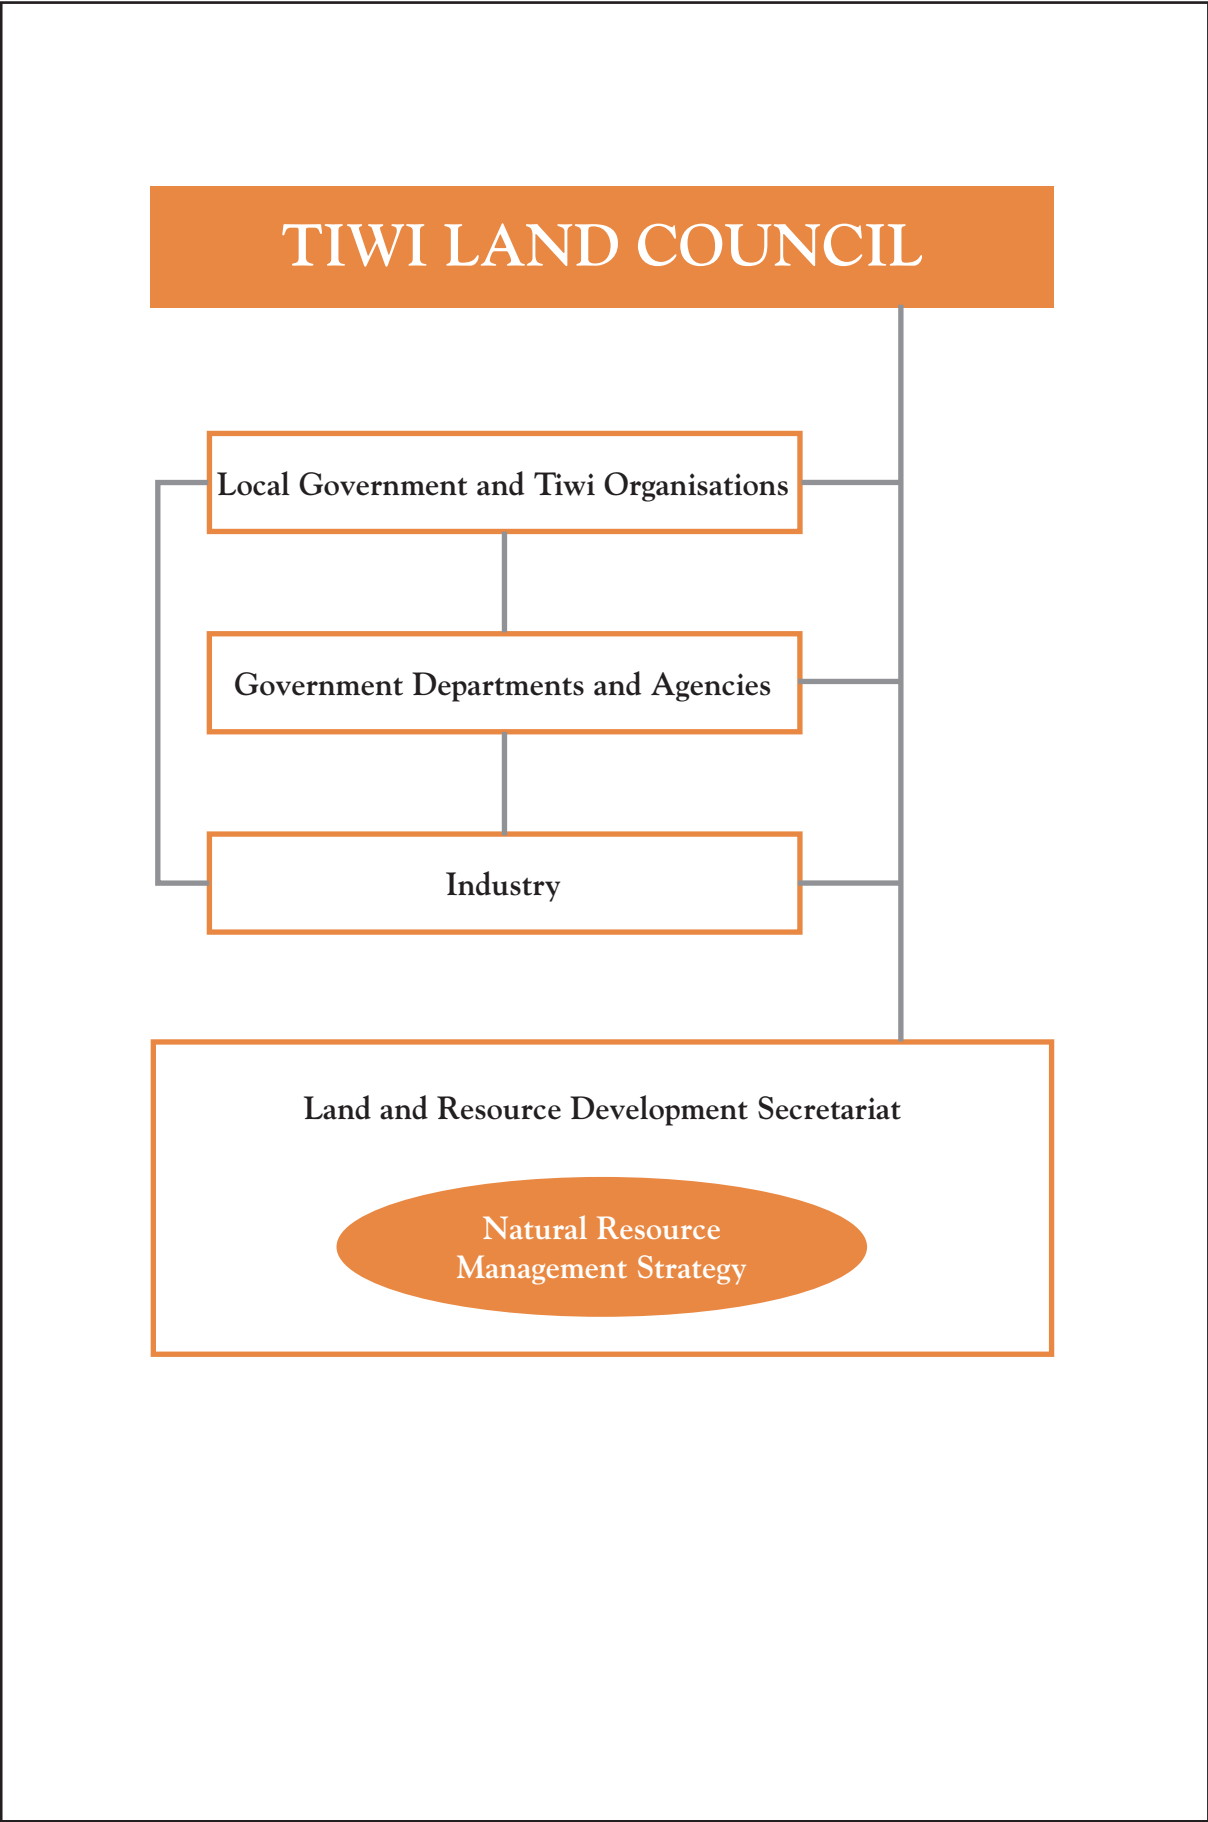 TIWI LAND COUNCIL
Local Government and Tiwi Organisations
Government Departments and Agencies
Industry
Land and Resource Development Secretariat
Natural Resource
Management Strategy